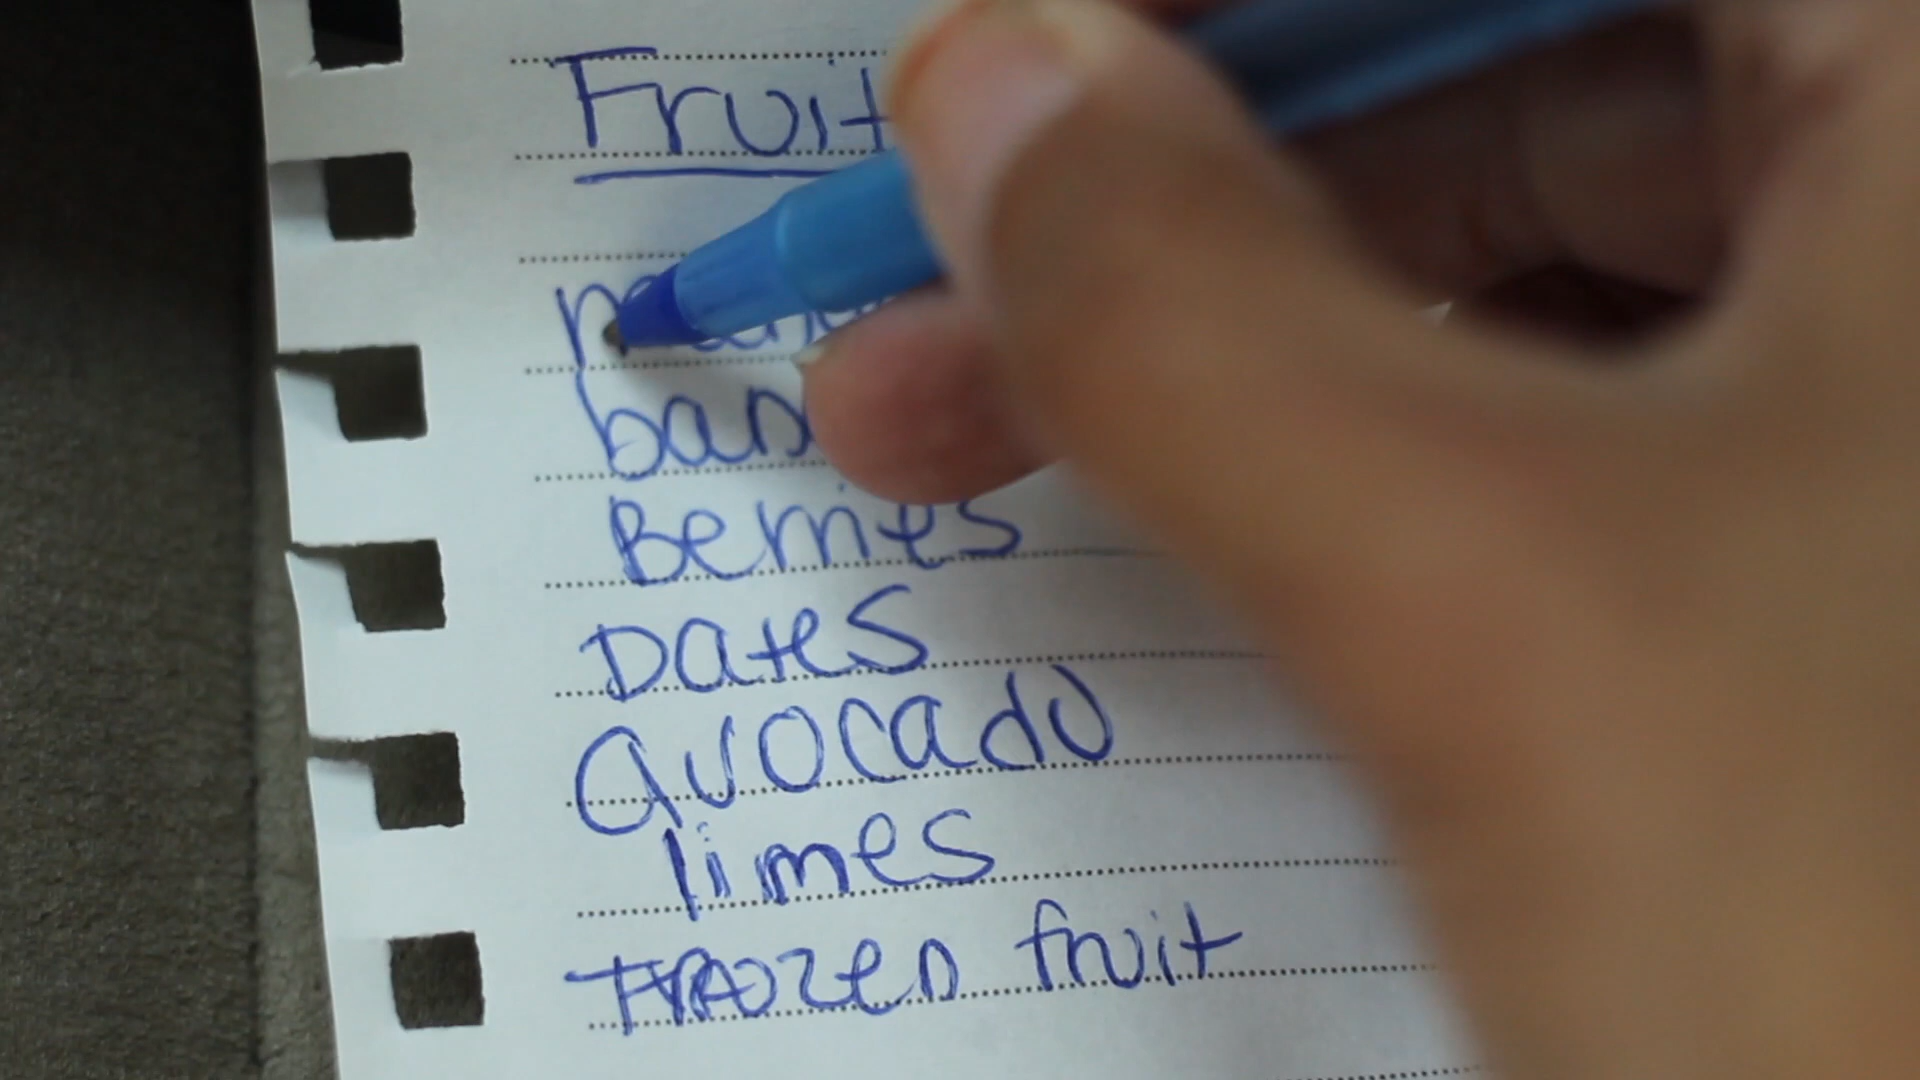 Fruit
Berries
Dates
avocado
limes
Frozen fruit